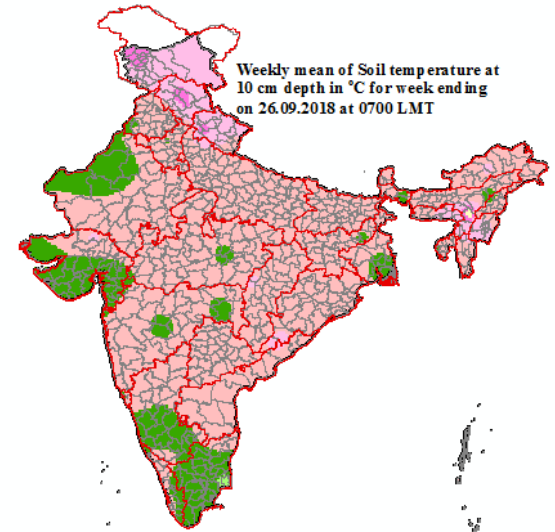 Weekly mean of Soil temperature at
10 cm depth in °C for week ending
on 26.09.2018 at 0700 LMT